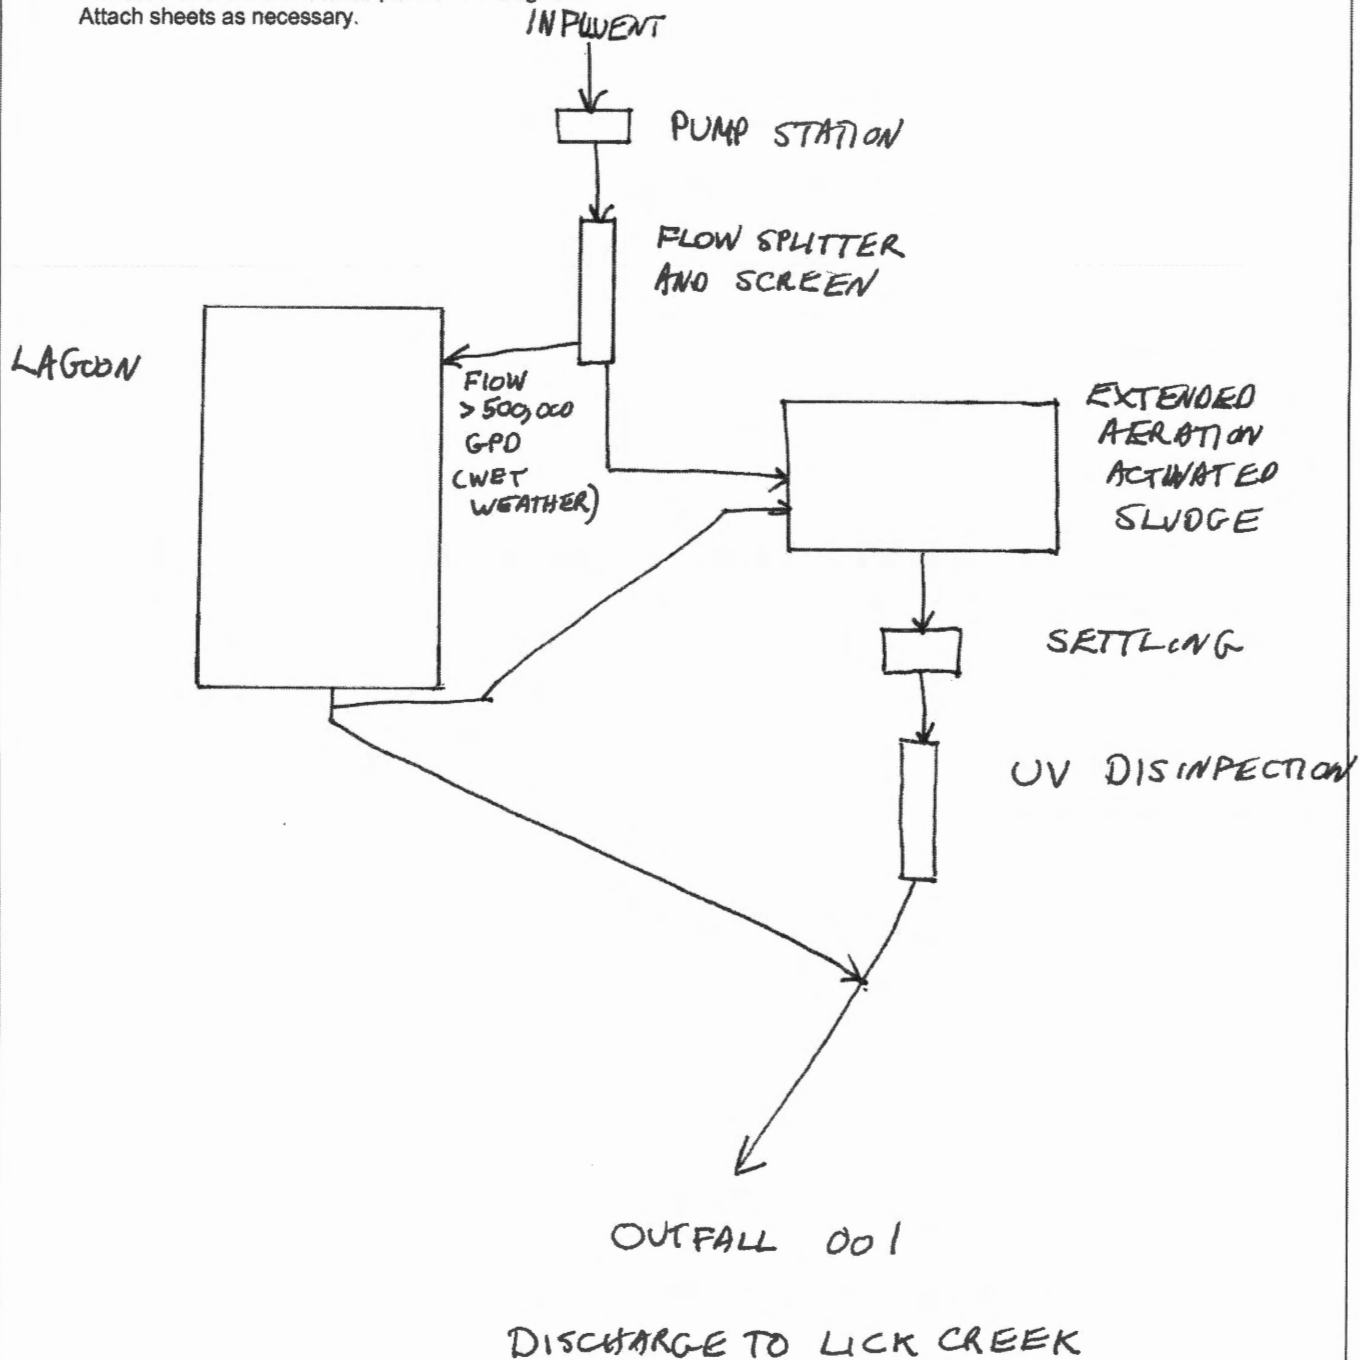 Attach sheets as necessary.
INFLUENT
PUMP STATION
FLOW SPLITTER
AND SCREEN
LAGOON
FLOW
>500,000
GPD
(WET
WEATHER)
EXTENDED
AERATION
ACTIVATED
SLUDGE
SETTLING
UV DISINFECTION
OUTFALL 001
DISCHARGE TO LICK CREEK